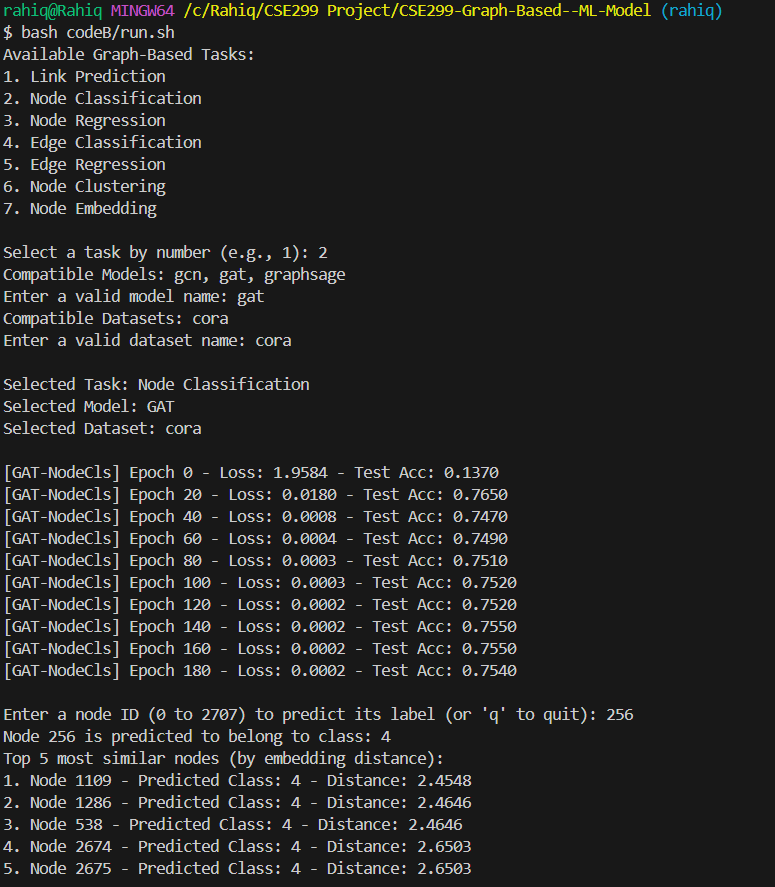 rahiq@Rahiq MINGW64 /c/Rahiq/CSE299 Project/CSE299-Graph-Based--ML-Model (rahiq)
$ bash codeB/run.sh
Available Graph-Based Tasks:
1. Link Prediction
2. Node Classification
3. Node Regression
4. Edge Classification
5. Edge Regression
6. Node Clustering
7. Node Embedding
Select a task by number (e.g., 1): 2
Compatible Models: gcn, gat, graphsage
Enter a valid model name: gat
Compatible Datasets: cora
Enter a valid dataset name: cora
Selected Task: Node Classification
Selected Model: GAT
Selected Dataset: cora
[GAT-NodeCls] Epoch 0 - Loss: 1.9584 - Test Acc: 0.1370
[GAT-NodeCls] Epoch 20 - Loss: 0.0180 - Test Acc: 0.7650
[GAT-NodeCls] Epoch 40 - Loss: 0.0008 - Test Acc: 0.7470
[GAT-NodeCls] Epoch 60 - Loss: 0.0004 - Test Acc: 0.7490
[GAT-NodeCls] Epoch 80 - Loss: 0.0003 - Test Acc: 0.7510
[GAT-NodeCls] Epoch 100 - Loss: 0.0003 - Test Acc: 0.7520
[GAT-NodeCls] Epoch 120 - Loss: 0.0002 - Test Acc: 0.7520
[GAT-NodeCls] Epoch 140 - Loss: 0.0002 - Test Acc: 0.7550
[GAT-NodeCls] Epoch 160 - Loss: 0.0002 - Test Acc: 0.7550
[GAT-NodeCls] Epoch 180 - Loss: 0.0002 - Test Acc: 0.7540
Enter a node ID (0 to 2707) to predict its label (or 'q' to quit): 256
Node 256 is predicted to belong to class: 4
Top 5 most similar nodes (by embedding distance):
1. Node 1109 - Predicted Class: 4 - Distance: 2.4548
2. Node 1286 - Predicted Class: 4 - Distance: 2.4646
3. Node 538 - Predicted Class: 4 - Distance: 2.4646
4. Node 2674 - Predicted Class: 4 - Distance: 2.6503
5. Node 2675 - Predicted Class: 4 - Distance: 2.6503